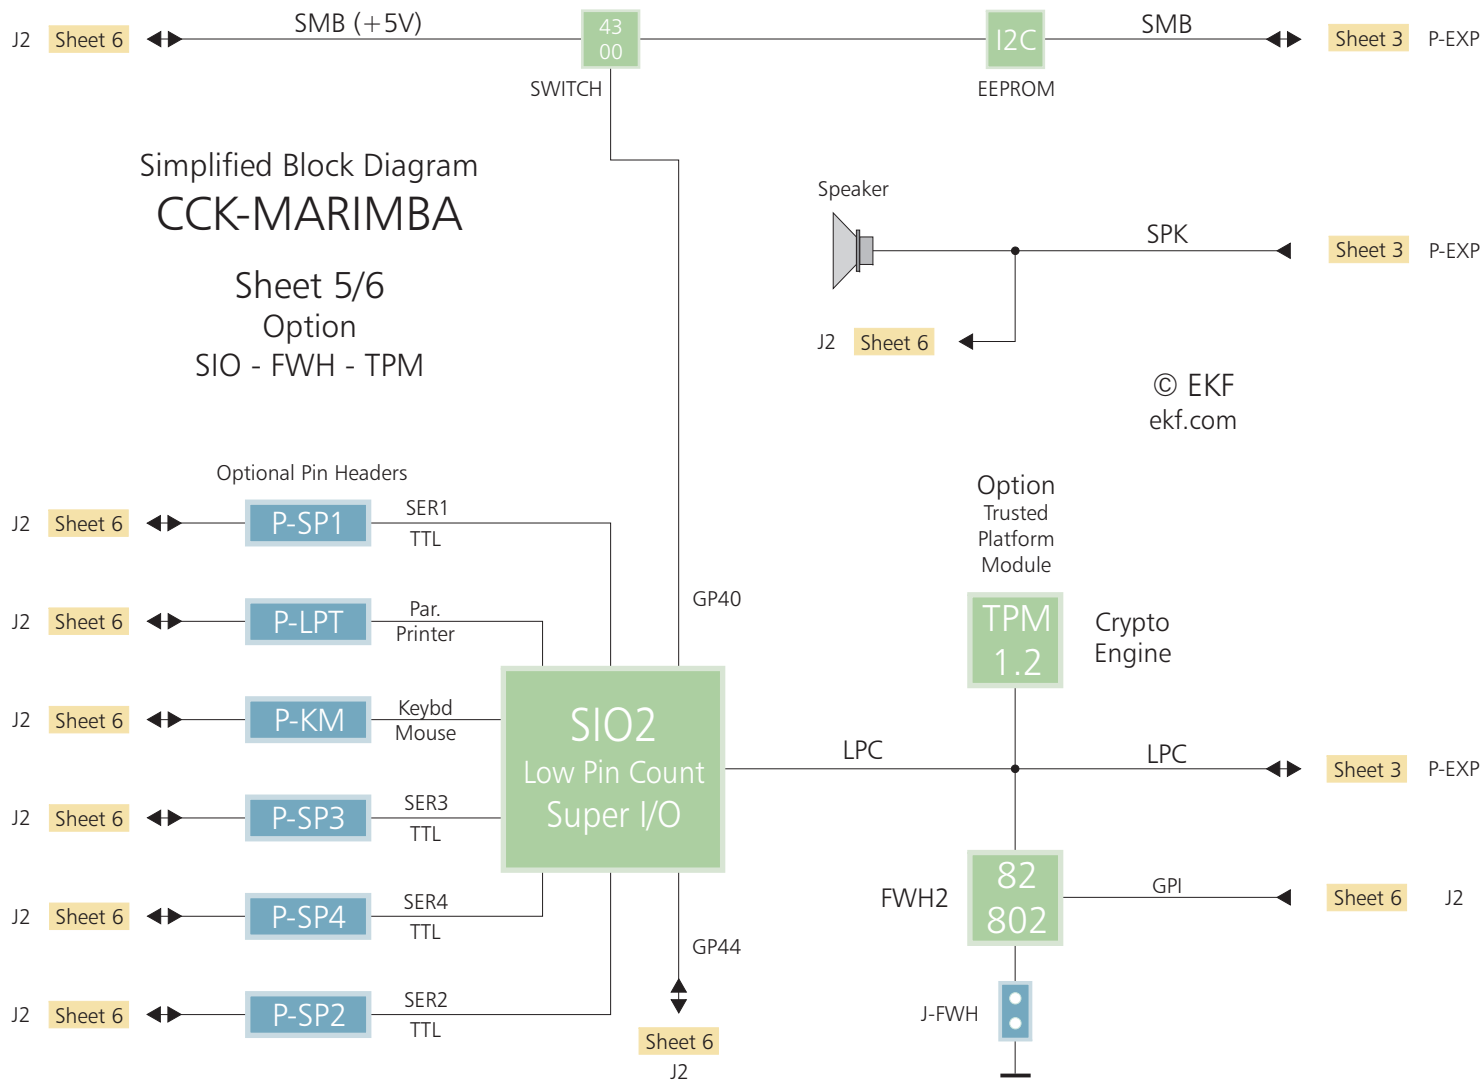 J2 Sheet 6 SMB (+5V) 43 00 I2C SMB Sheet 3 P-EXP
SWITCH EEPROM
Simplified Block Diagram
CCK-MARIMBA
Sheet 5/6
Option
SIO - FWH - TPM
Speaker
SPK Sheet 3 P-EXP
J2 Sheet 6
© EKF
ekf.com
Optional Pin Headers
J2 Sheet 6 P-SP1 SER1
TTL
J2 Sheet 6 P-LPT Par.
Printer
GP40
J2 Sheet 6 P-KM Keybd
Mouse
J2 Sheet 6 P-SP3 SER3
TTL
J2 Sheet 6 P-SP4 SER4
TTL
J2 Sheet 6 P-SP2 SER2
TTL
SIO2
Low Pin Count
Super I/O
GP44
Sheet 6
J2
Option
Trusted
Platform
Module
TPM
1.2
Crypto
Engine
LPC LPC Sheet 3 P-EXP
FWH2
82
802
GPI Sheet 6 J2
J-FWH